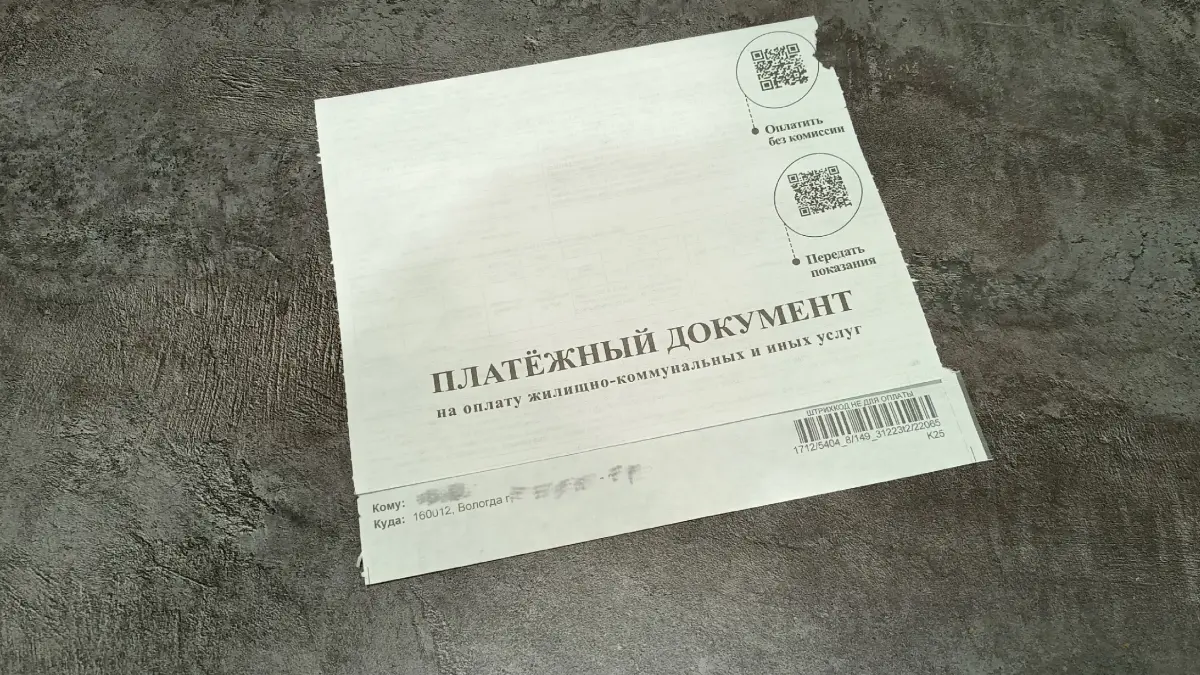 Оплатить
без комиссии
Передать
показания
ПЛАТЁЖНЫЙ ДОКУМЕНТ
на оплату жилищно-коммунальных и иных услуг
ШТРИХКОД НЕ ДЛЯ ОПЛАТЫ
1712/5404_8/149_31223t2/22065
К25
Кому:
Куда: 160012, Вологда г,